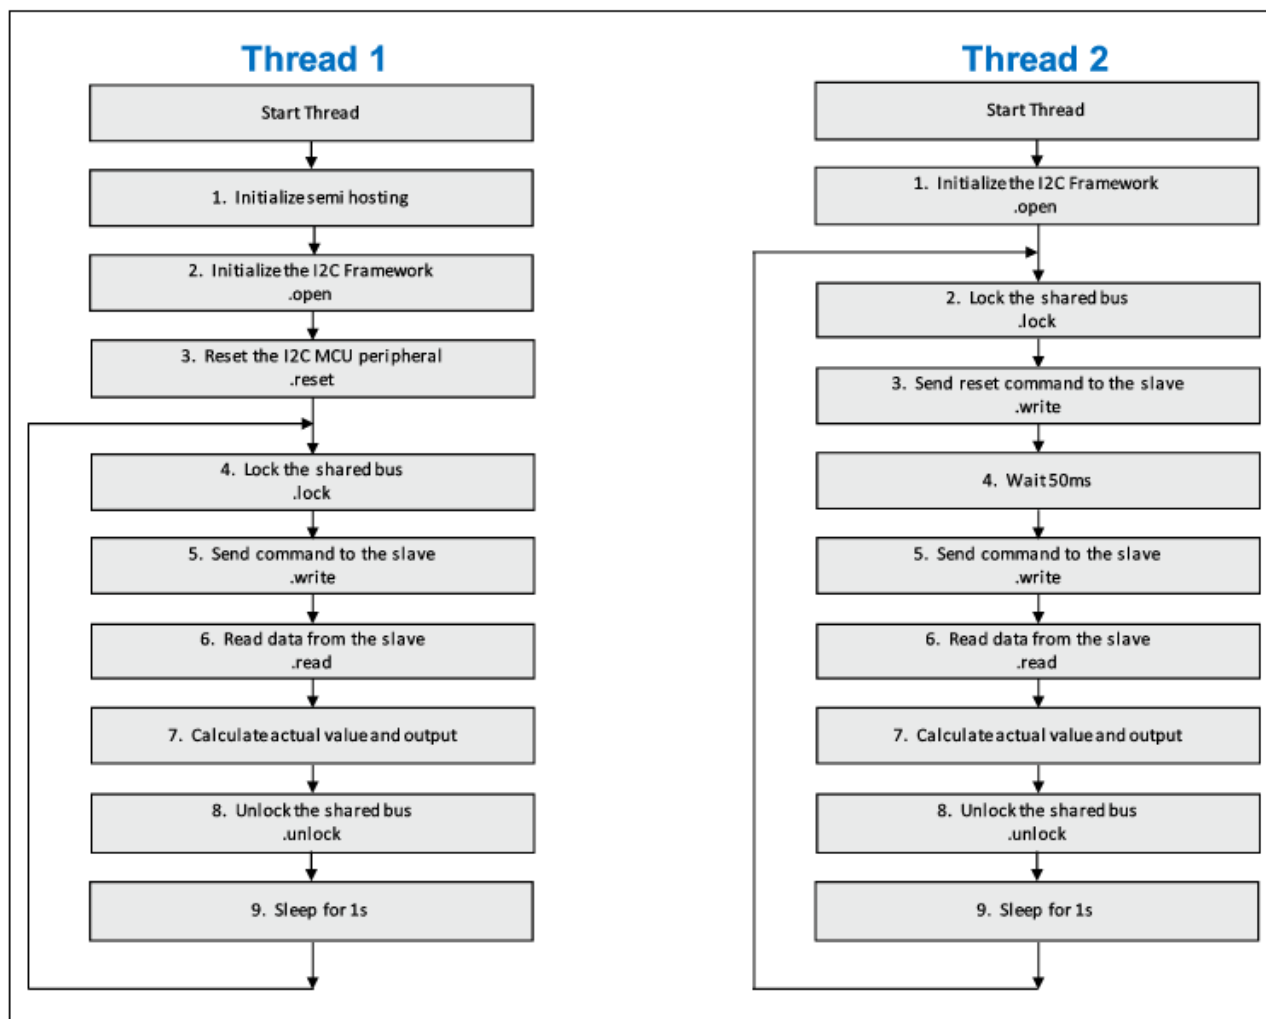 Thread 1
Start Thread
1. Initialize semi hosting
2. Initialize the I2C Framework
.open
3. Reset the I2C MCU peripheral
.reset
4. Lock the shared bus
.lock
5. Send command to the slave
.write
6. Read data from the slave
.read
7. Calculate actual value and output
8. Unlock the shared bus
.unlock
9. Sleep for 1s
Thread 2
Start Thread
1. Initialize the I2C Framework
.open
2. Lock the shared bus
.lock
3. Send reset command to the slave
.write
4. Wait 50ms
5. Send command to the slave
.write
6. Read data from the slave
.read
7. Calculate actual value and output
8. Unlock the shared bus
.unlock
9. Sleep for 1s